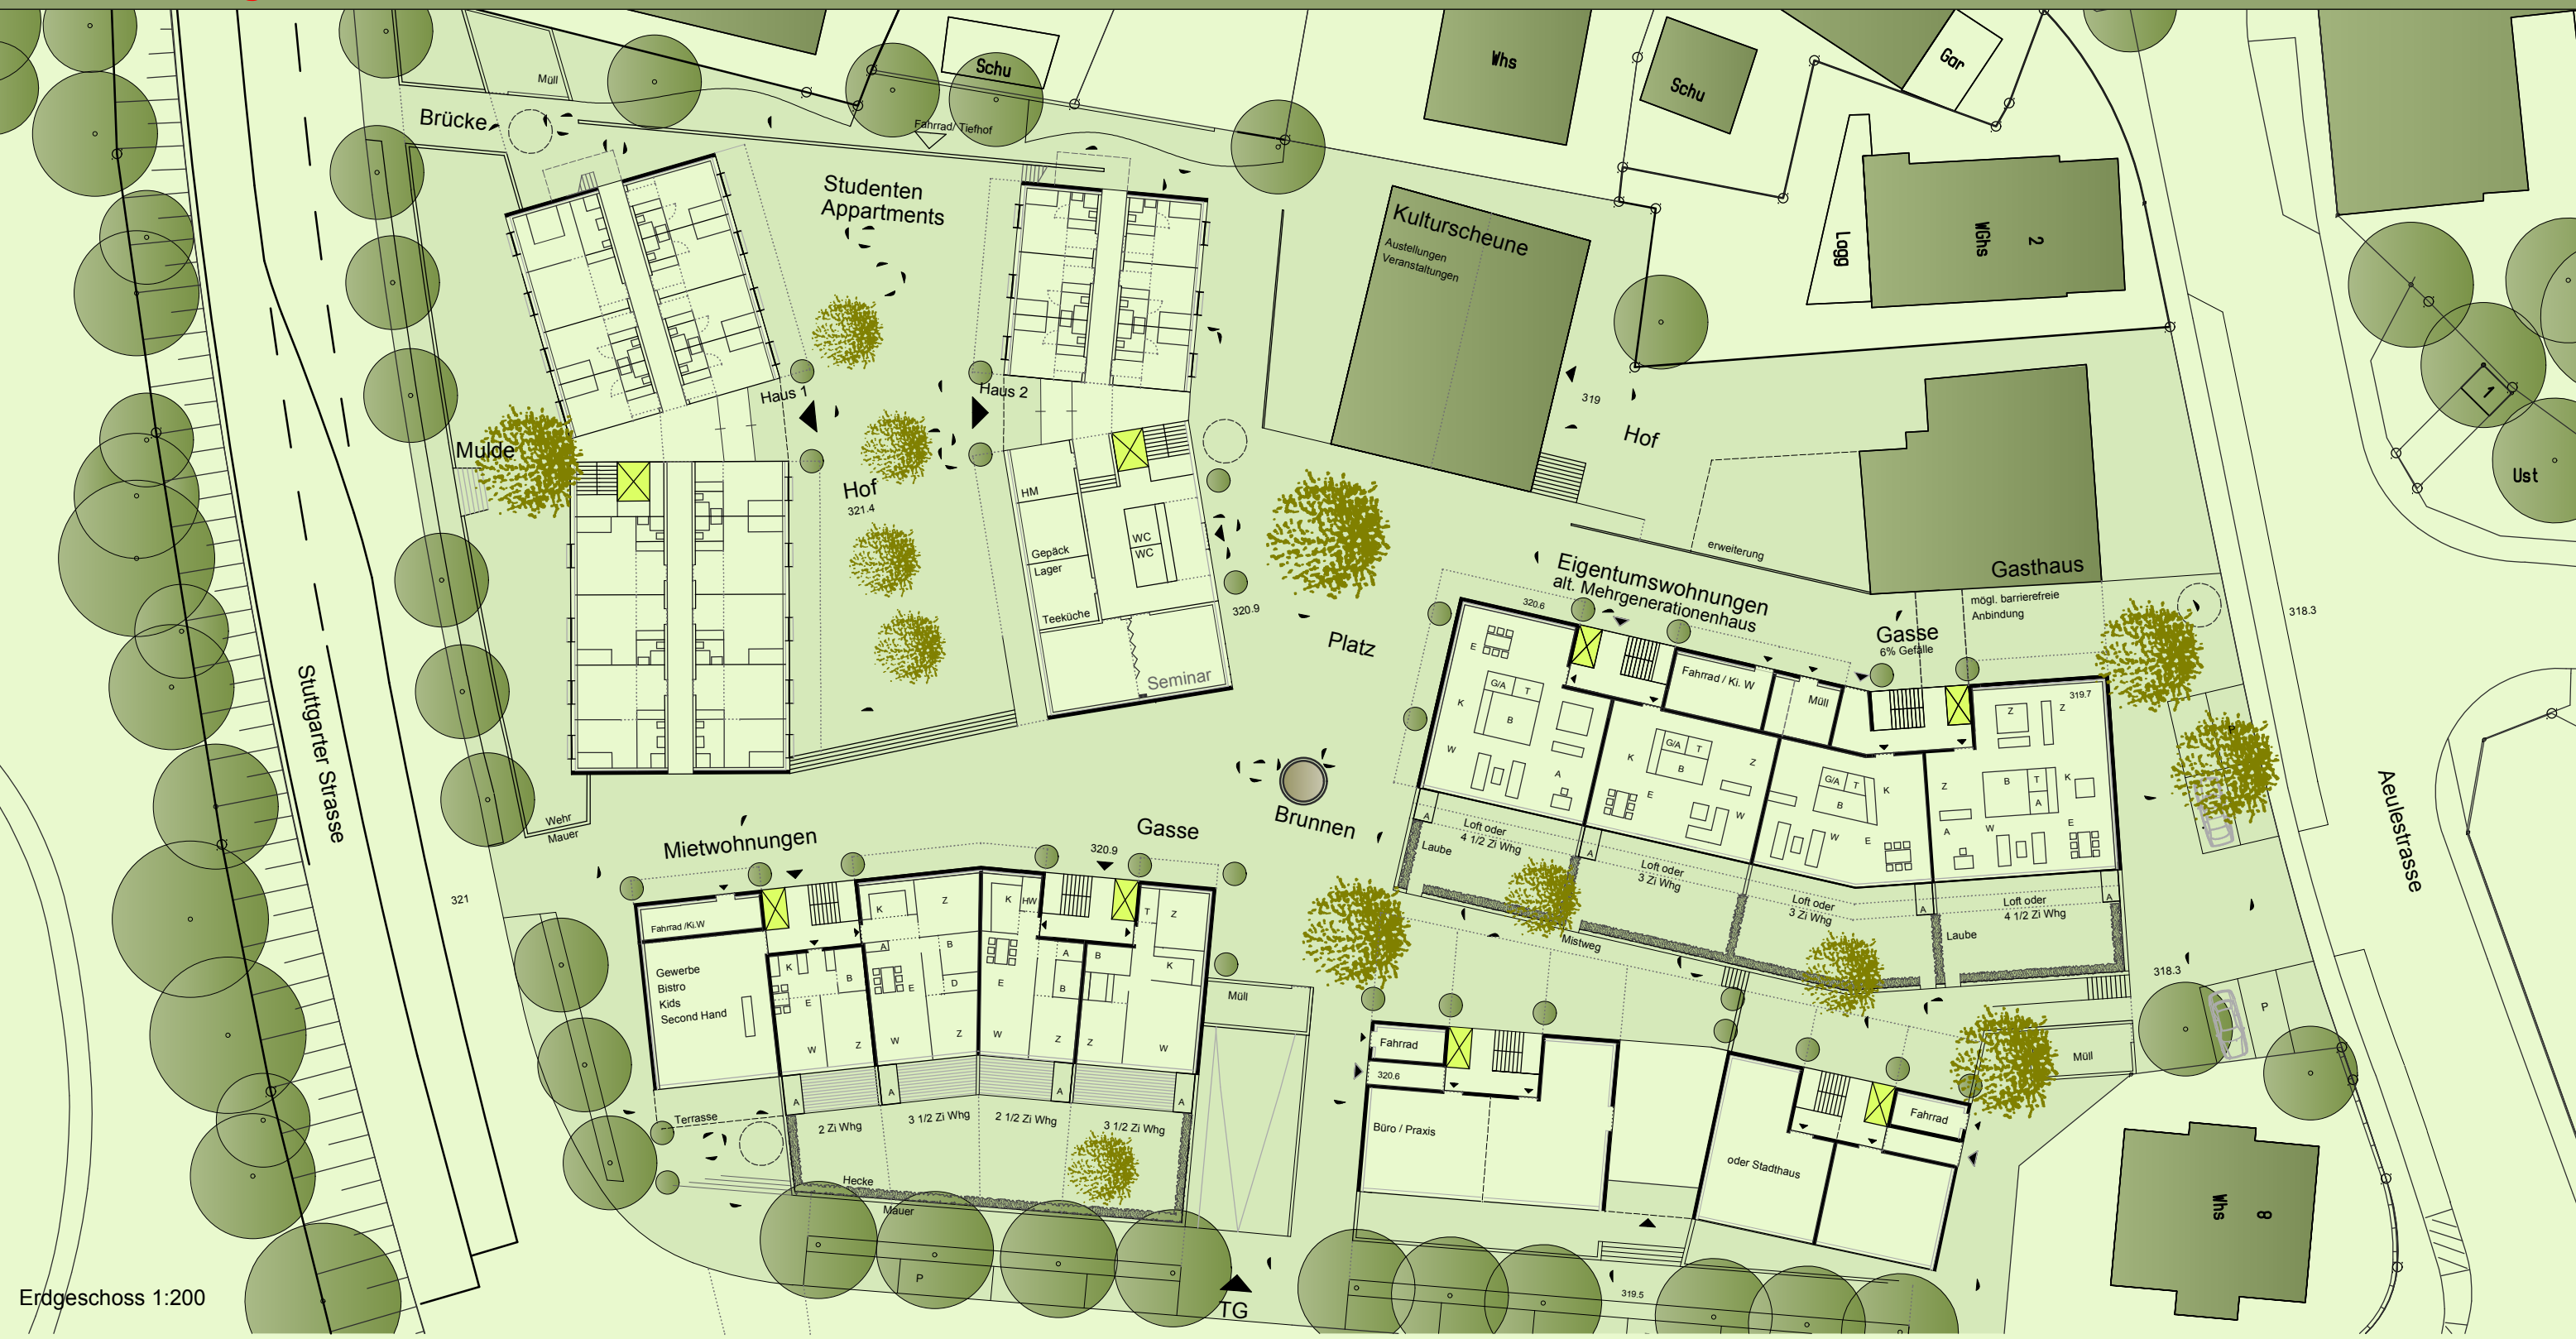 Müll
Schu
Whs
Schu
Gar
Brücke
Fahrrad/ Tiefhof
Studenten
Appartments
Kulturscheune
Austellungen
Veranstaltungen
Logg
WGhs
2
1
Haus 1
Haus 2
319
Hof
Mulde
Hof
321.4
HM
WC
WC
Gepäck
Lager
Teeküche
Seminar
320.9
Platz
Ust
erweiterung
Gasthaus
Eigentumswohnungen
alt. Mehrgenerationenhaus
320.6
mögl. barrierefreie
Anbindung
Gasse
6% Gefälle
318.3
Stuttgarter Strasse
E
G/A
T
B
K
W
A
Fahrrad / Ki. W
Müll
K
G/A
T
B
E
Z
W
G/A
T
B
K
W
E
319.7
Z
Z
Z
B
T
K
A
A
W
E
P
Aeulestrasse
Wehr
Mauer
Mietwohnungen
Gasse
Brunnen
320.9
321
A
Loft oder
4 1/2 Zi Whg
Laube
A
Loft oder
3 Zi Whg
Loft oder
3 Zi Whg
A
Loft oder
4 1/2 Zi Whg
A
Laube
Mistweg
318.3
P
Müll
Fahrrad /Ki.W
Gewerbe
Bistro
Kids
Second Hand
K
B
E
W
Z
K
Z
A
B
E
D
W
Z
K
HW
A
E
B
W
Z
T
Z
B
K
Z
W
Müll
A
A
A
A
Terrasse
2 Zi Whg
3 1/2 Zi Whg
2 1/2 Zi Whg
3 1/2 Zi Whg
Hecke
Mauer
Fahrrad
320.6
Büro / Praxis
oder Stadthaus
Fahrrad
Whs
8
P
TG
319.5
Erdgeschoss 1:200